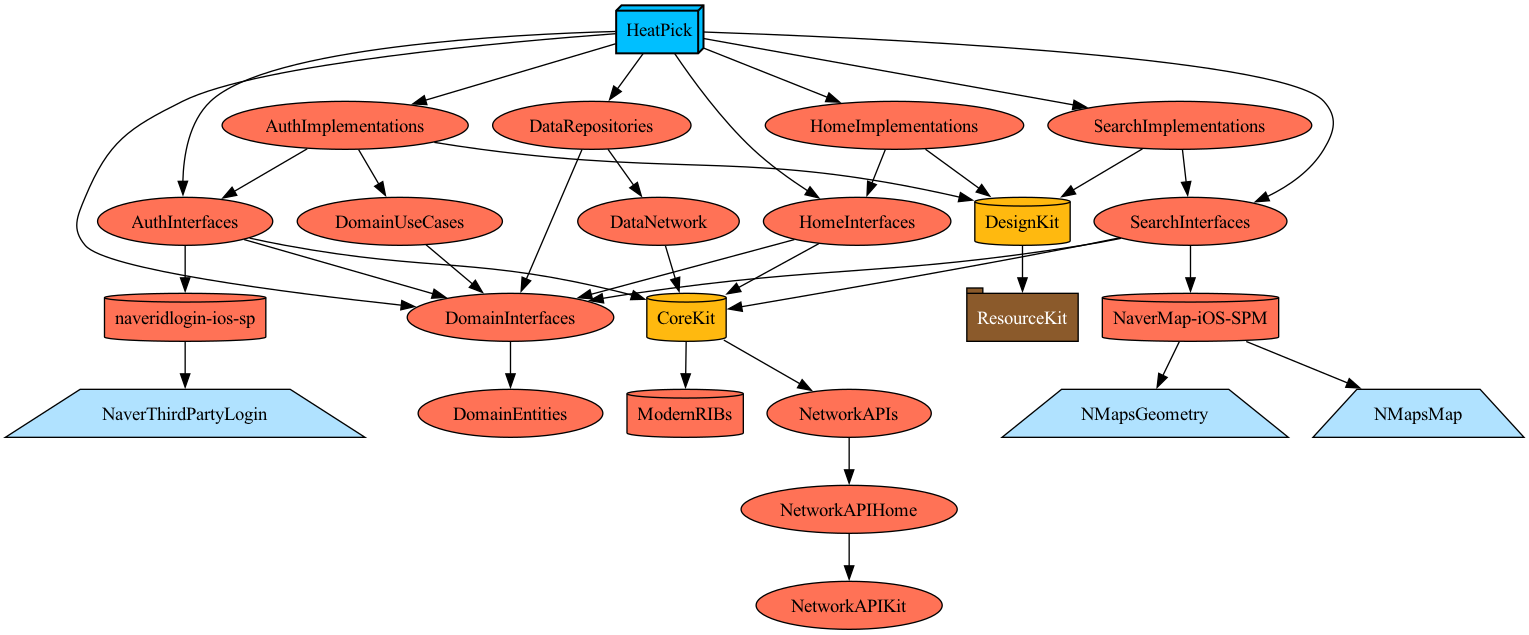 HeatPick
AuthImplementations
DataRepositories
HomeImplementations
SearchImplementations
AuthInterfaces
DomainUseCases
DataNetwork
HomeInterfaces
DesignKit
SearchInterfaces
naveridlogin-ios-sp
DomainInterfaces
CoreKit
ResourceKit
NaverMap-iOS-SPM
NaverThirdPartyLogin
DomainEntities
ModernRIBs
NetworkAPIs
NMapsGeometry
NMapsMap
NetworkAPIHome
NetworkAPIKit